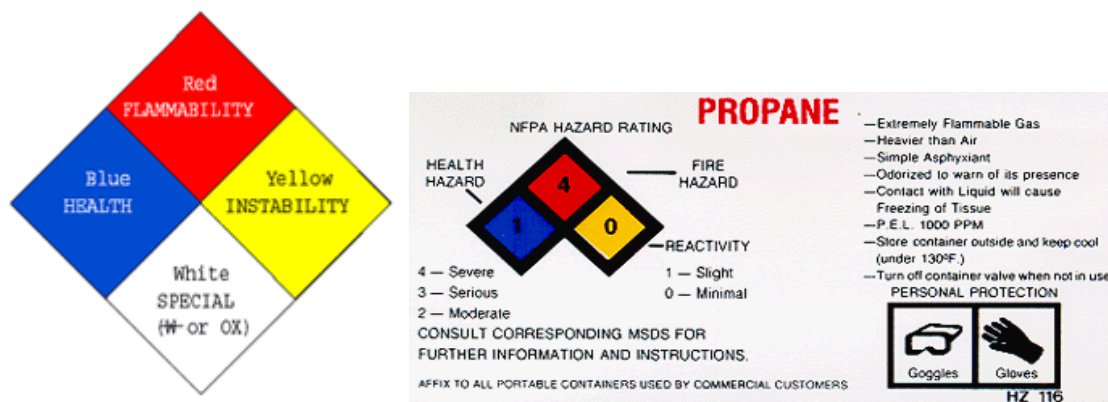 Red
FLAMMABILITY
Blue
HEALTH
Yellow
INSTABILITY
White
SPECIAL
(W or OX)
PROPANE
NFPA HAZARD RATING
HEALTH
HAZARD
FIRE
HAZARD
4
1
0
REACTIVITY
4 — Severe
3 — Serious
2 — Moderate
1 — Slight
0 — Minimal
CONSULT CORRESPONDING MSDS FOR
FURTHER INFORMATION AND INSTRUCTIONS.
AFFIX TO ALL PORTABLE CONTAINERS USED BY COMMERCIAL CUSTOMERS
—Extremely Flammable Gas
—Heavier than Air
—Simple Asphyxiant
—Odorized to warn of its presence
—Contact with Liquid will cause
Freezing of Tissue
—P.E.L. 1000 PPM
—Store container outside and keep cool
(under 130ºF.)
—Turn off container valve when not in use
PERSONAL PROTECTION
Goggles
Gloves
HZ 116